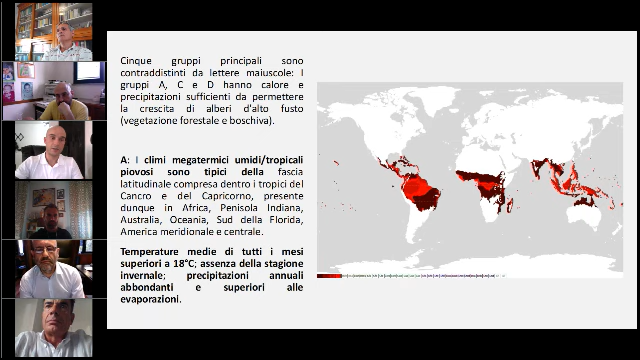 Cinque gruppi principali sono
contraddistinti da lettere maiuscole: I
gruppi A, C e D hanno calore e
precipitazioni sufficienti da permettere
la crescita di alberi d'alto fusto
(vegetazione forestale e boschiva).
A: I climi megatermici umidi/tropicali
piovosi sono tipici della fascia
latitudinale compresa dentro i tropici del
Cancro e del Capricorno, presente
dunque in Africa, Penisola Indiana,
Australia, Oceania, Sud della Florida,
America meridionale e centrale.
Temperature medie di tutti i mesi
superiori a 18°C; assenza della stagione
invernale; precipitazioni annuali
abbondanti e superiori alle
evaporazioni.